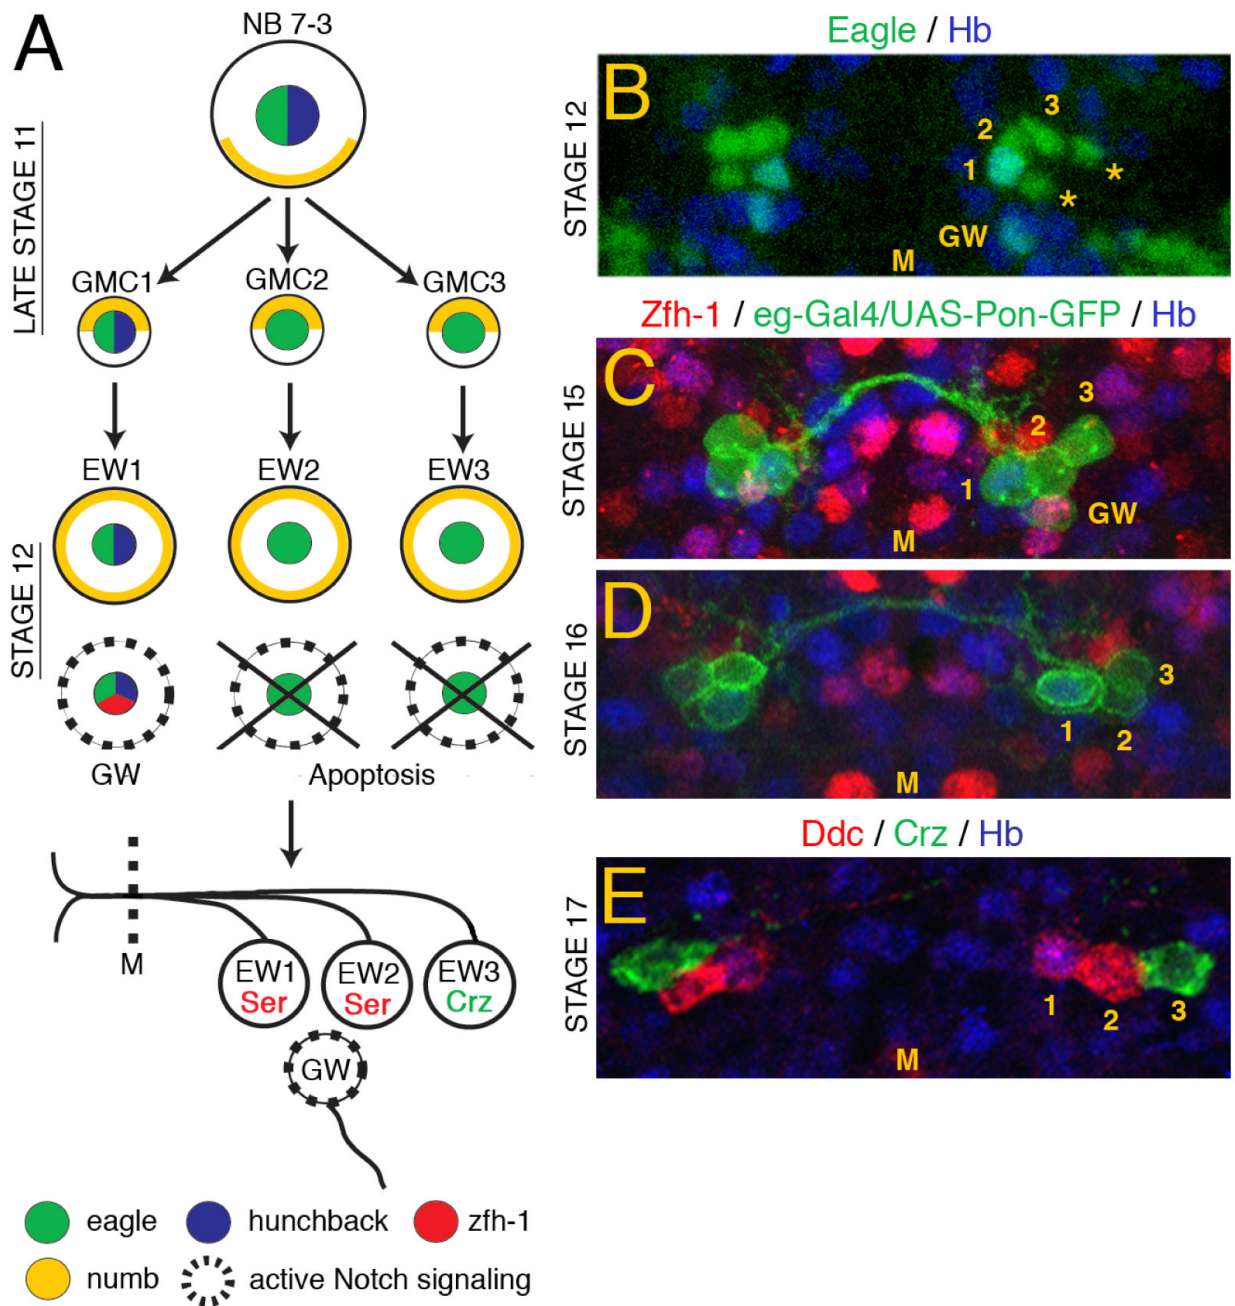 A
NB 7-3
LATE STAGE 11
GMC1
GMC2
GMC3
EW1
EW2
EW3
STAGE 12
GW
Apoptosis
M
EW1
Ser
EW2
Ser
EW3
Crz
GW
eagle
hunchback
zfh-1
numb
active Notch signaling
Eagle / Hb
STAGE 12
B
3
2
1
*
*
GW
M
Zfh-1 / eg-Gal4/UAS-Pon-GFP / Hb
STAGE 15
C
3
2
1
GW
M
STAGE 16
D
3
1
2
M
Ddc / Crz / Hb
STAGE 17
E
1
2
3
M